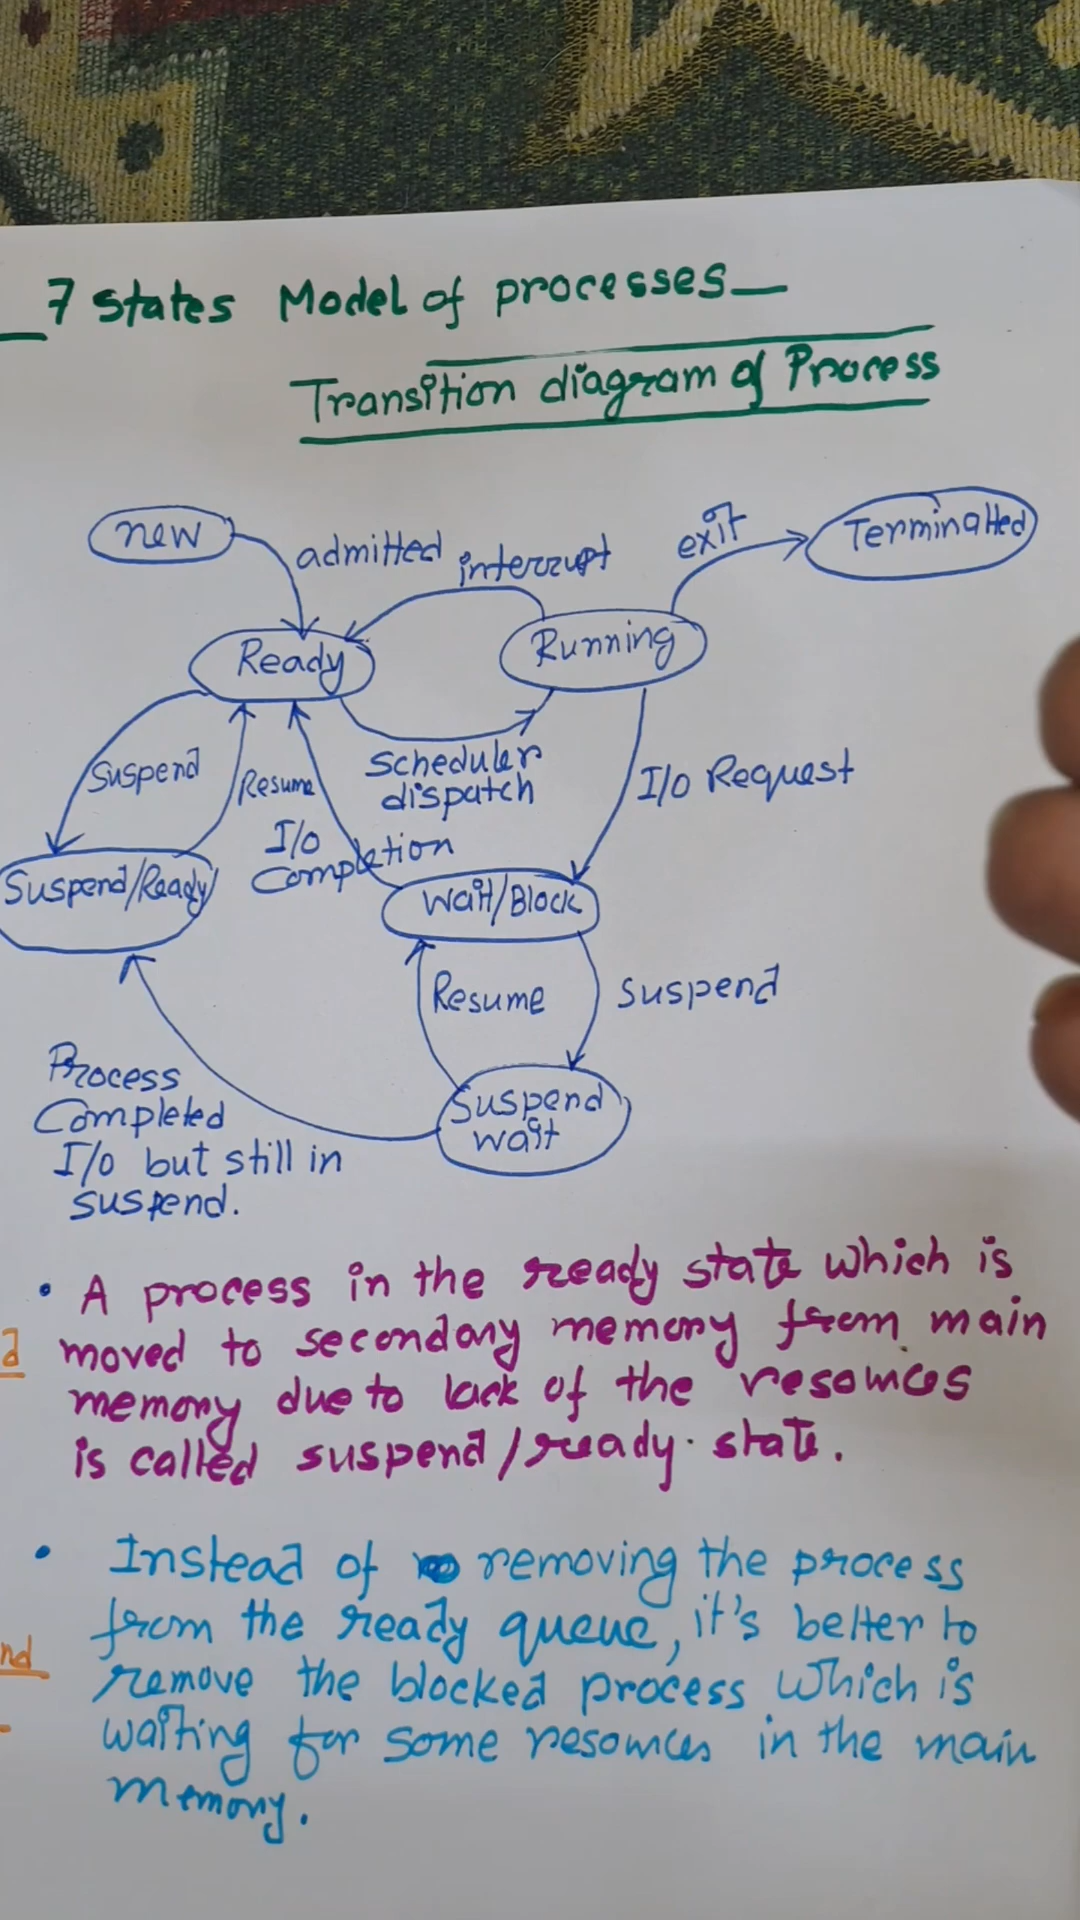 7 States Model of processes
Transition diagram of Process
new
admitted
interrupt
exit
Terminatted
Ready
Running
Suspend
Resume
Scheduler
dispatch
I/O Request
I/O
Completion
Suspend/Ready
Wait/Block
Resume
Suspend
Suspend
wait
Process
Completed
I/O but still in
suspend.
• A process in the ready state which is
moved to secondary memory from main
memory due to lack of the resources
is called suspend/ready state.
• Instead of removing the process
from the ready queue, it's better to
remove the blocked process which is
waiting for some resources in the main
memory.